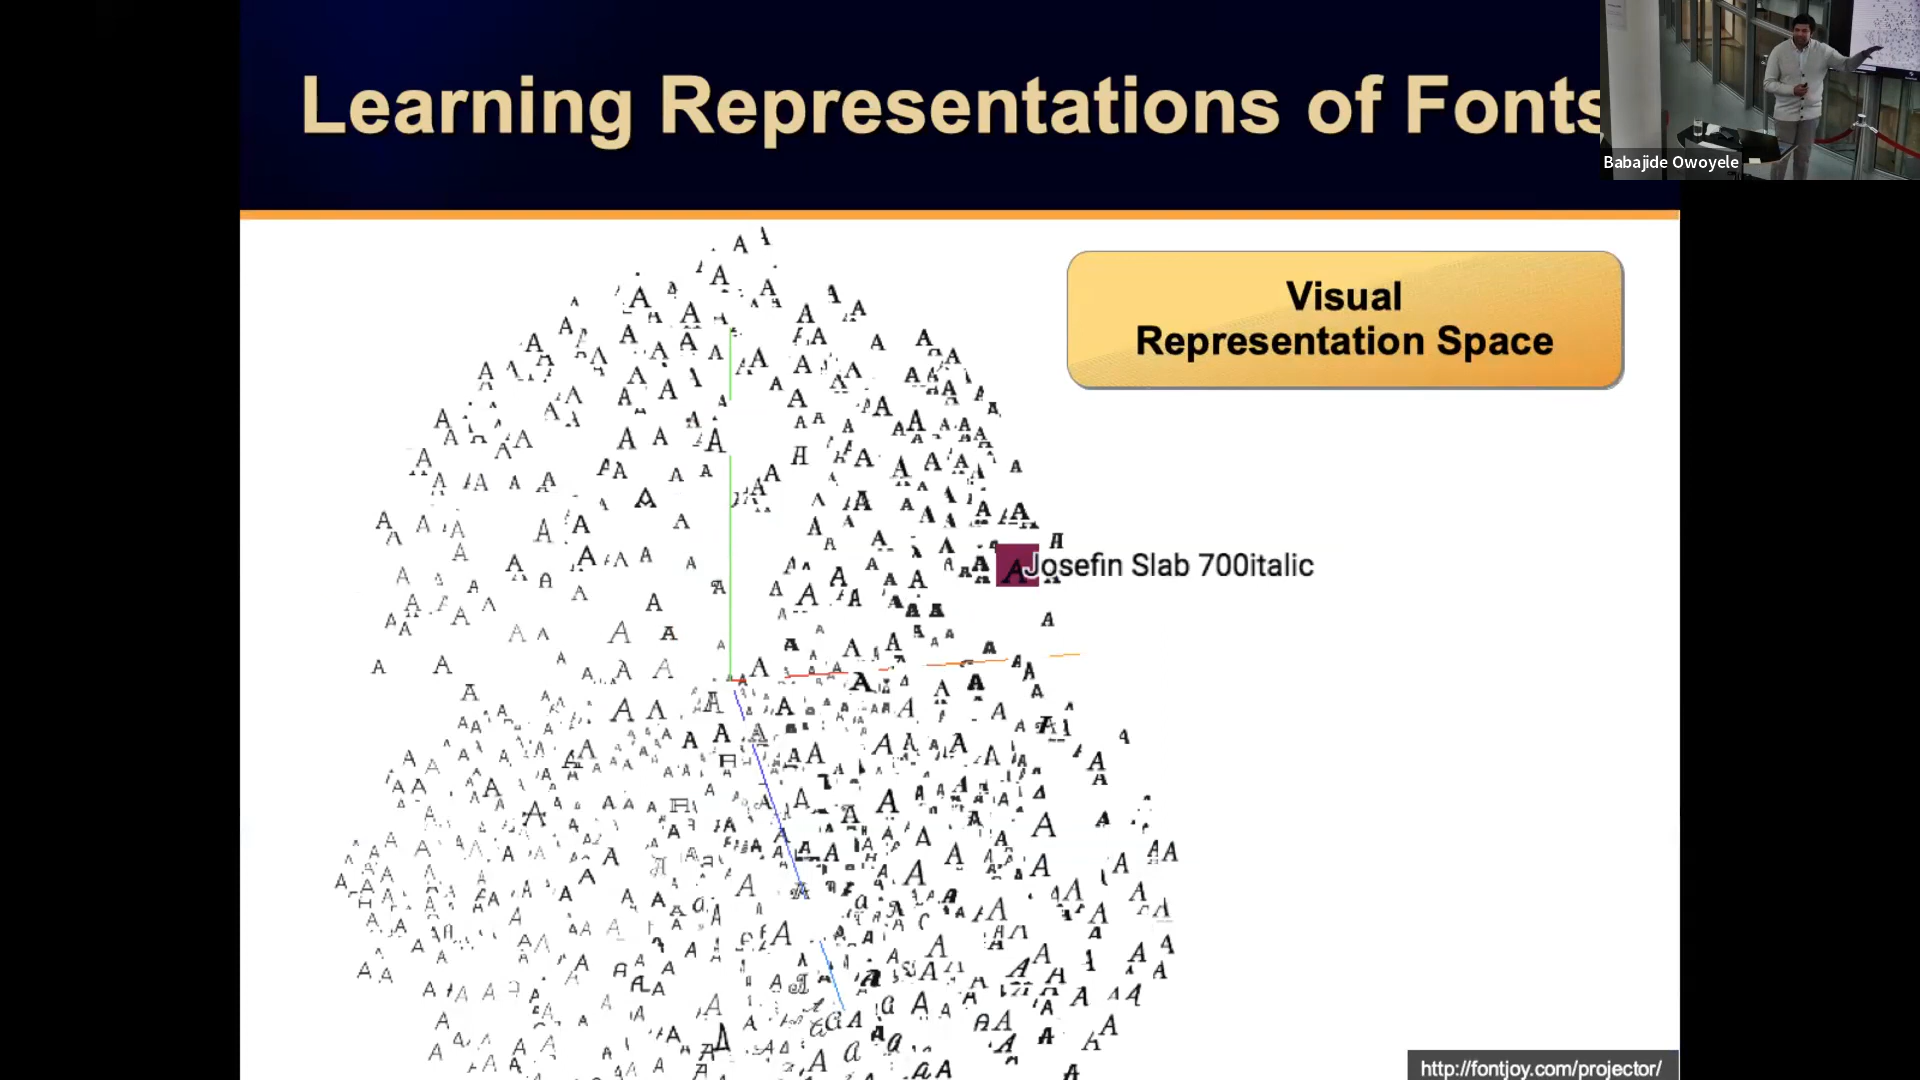 Learning Representations of Fonts
Babajide Owoyele
Visual
Representation Space
Josefin Slab 700italic
http://fontjoy.com/projector/